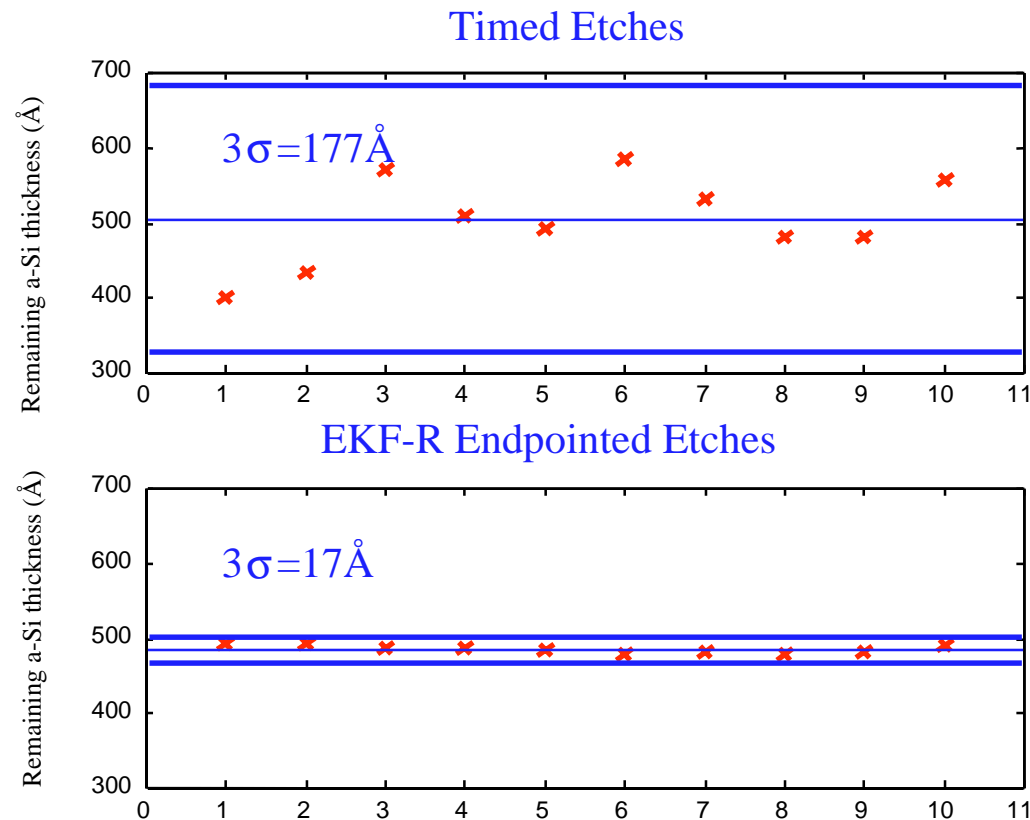 Timed Etches
Remaining a-Si thickness (Å)
700
600
500
400
300
3σ=177Å
0 1 2 3 4 5 6 7 8 9 10 11
EKF-R Endpointed Etches
Remaining a-Si thickness (Å)
700
600
500
400
300
3σ=17Å
0 1 2 3 4 5 6 7 8 9 10 11